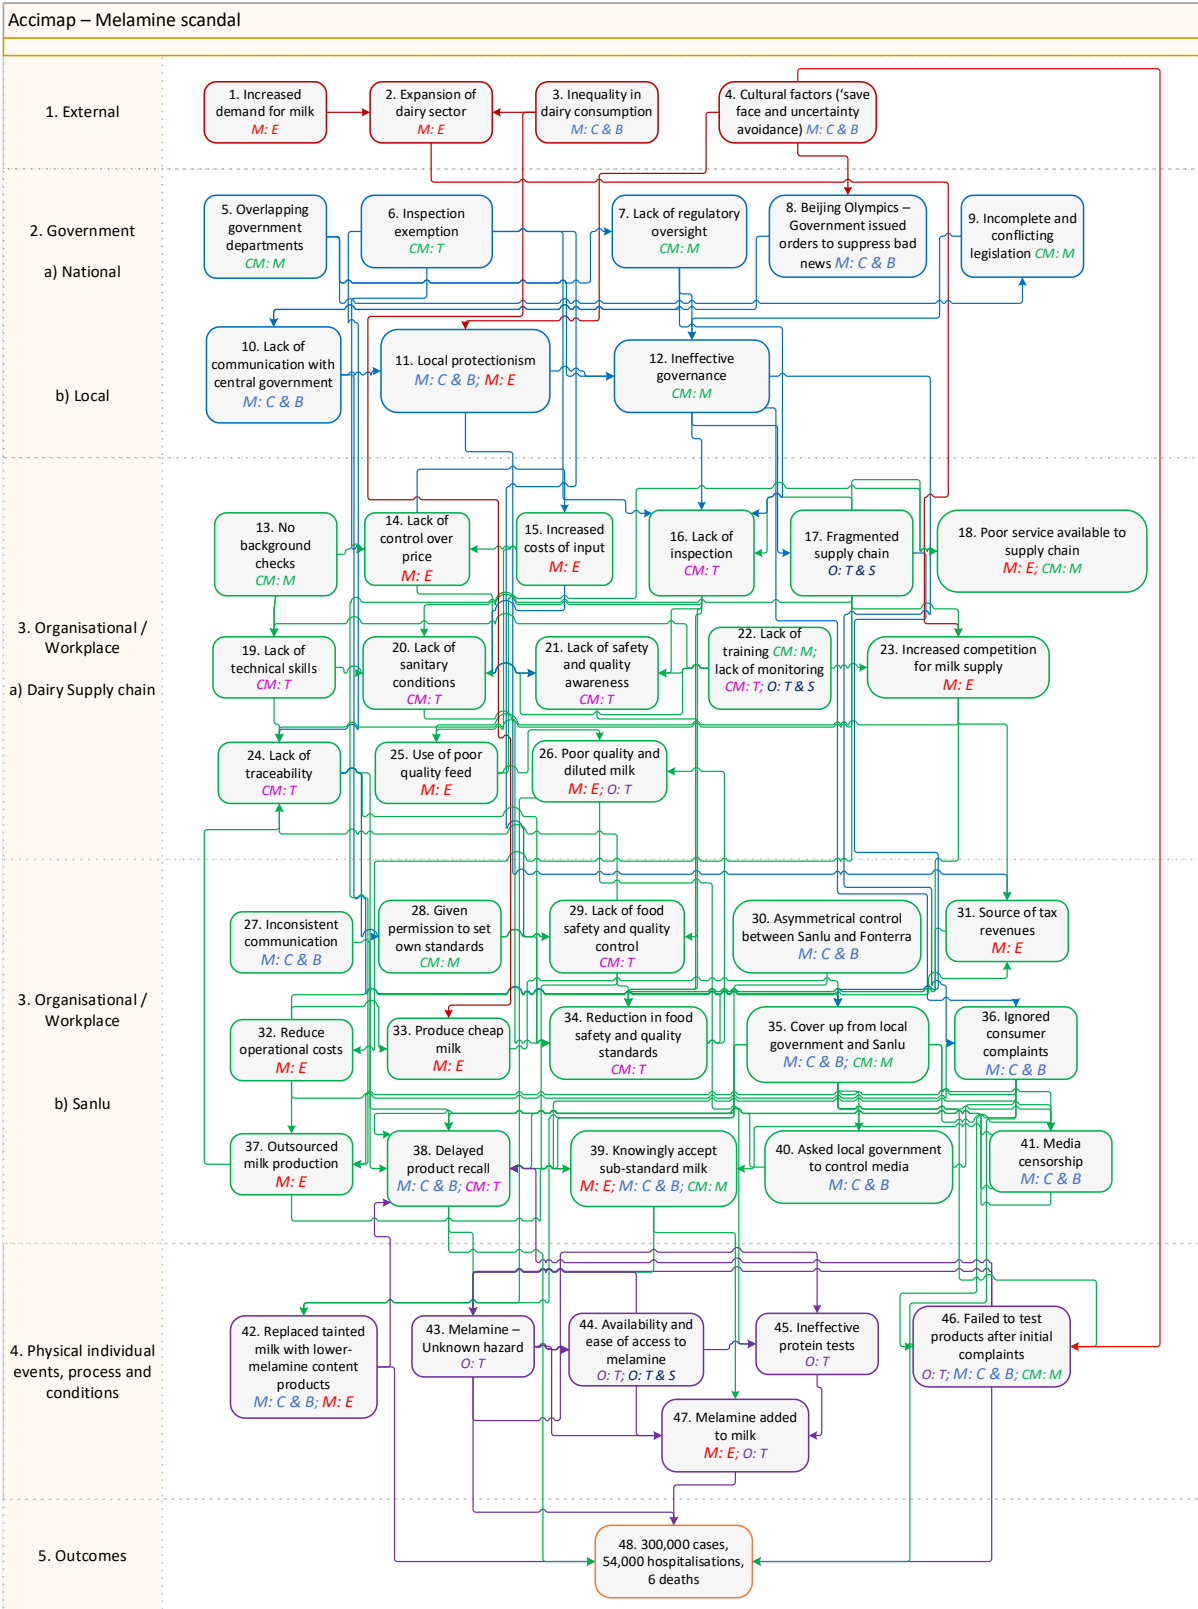 Accimap – Melamine scandal
1. External
1. Increased
demand for milk
M: E
2. Expansion of
dairy sector
M: E
3. Inequality in
dairy consumption
M: C & B
4. Cultural factors (‘save
face and uncertainty
avoidance) M: C & B
2. Government
a) National
5. Overlapping
government
departments
CM: M
6. Inspection
exemption
CM: T
7. Lack of regulatory
oversight
CM: M
8. Beijing Olympics –
Government issued
orders to suppress bad
news M: C & B
9. Incomplete and
conflicting
legislation CM: M
b) Local
10. Lack of
communication with
central government
M: C & B
11. Local protectionism
M: C & B; M: E
12. Ineffective
governance
CM: M
3. Organisational /
Workplace
a) Dairy Supply chain
13. No
background
checks
CM: M
14. Lack of
control over
price
M: E
15. Increased
costs of input
M: E
16. Lack of
inspection
CM: T
17. Fragmented
supply chain
O: T & S
18. Poor service available to
supply chain
M: E; CM: M
19. Lack of
technical skills
CM: T
20. Lack of
sanitary
conditions
CM: T
21. Lack of safety
and quality
awareness
CM: T
22. Lack of
training CM: M;
lack of monitoring
CM: T; O: T & S
23. Increased competition
for milk supply
M: E
24. Lack of
traceability
CM: T
25. Use of poor
quality feed
M: E
26. Poor quality and
diluted milk
M: E; O: T
3. Organisational /
Workplace
b) Sanlu
27. Inconsistent
communication
M: C & B
28. Given
permission to set
own standards
CM: M
29. Lack of food
safety and quality
control
CM: T
30. Asymmetrical control
between Sanlu and Fonterra
M: C & B
31. Source of tax
revenues
M: E
32. Reduce
operational costs
M: E
33. Produce cheap
milk
M: E
34. Reduction in food
safety and quality
standards
CM: T
35. Cover up from local
government and Sanlu
M: C & B; CM: M
36. Ignored
consumer
complaints
M: C & B
37. Outsourced
milk production
M: E
38. Delayed
product recall
M: C & B; CM: T
39. Knowingly accept
sub-standard milk
M: E; M: C & B; CM: M
40. Asked local government
to control media
M: C & B
41. Media
censorship
M: C & B
4. Physical individual
events, process and
conditions
42. Replaced tainted
milk with lower-
melamine content
products
M: C & B; M: E
43. Melamine –
Unknown hazard
O: T
44. Availability and
ease of access to
melamine
O: T; O: T & S
45. Ineffective
protein tests
O: T
46. Failed to test
products after initial
complaints
O: T; M: C & B; CM: M
47. Melamine added
to milk
M: E; O: T
5. Outcomes
48. 300,000 cases,
54,000 hospitalisations,
6 deaths